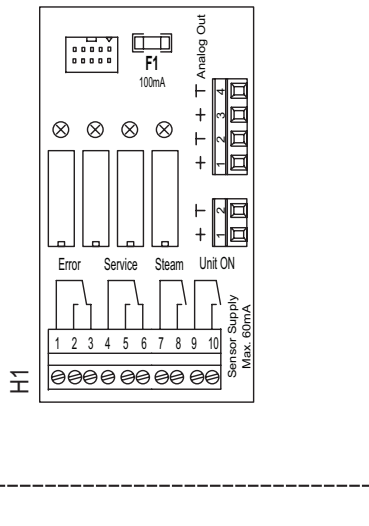 F1
100mA
Analog Out
4
3
2
1
+
+
2
1
+
Error Service Steam Unit ON
1 2 3 4 5 6 7 8 9 10
Sensor Supply
Max. 60mA
H1